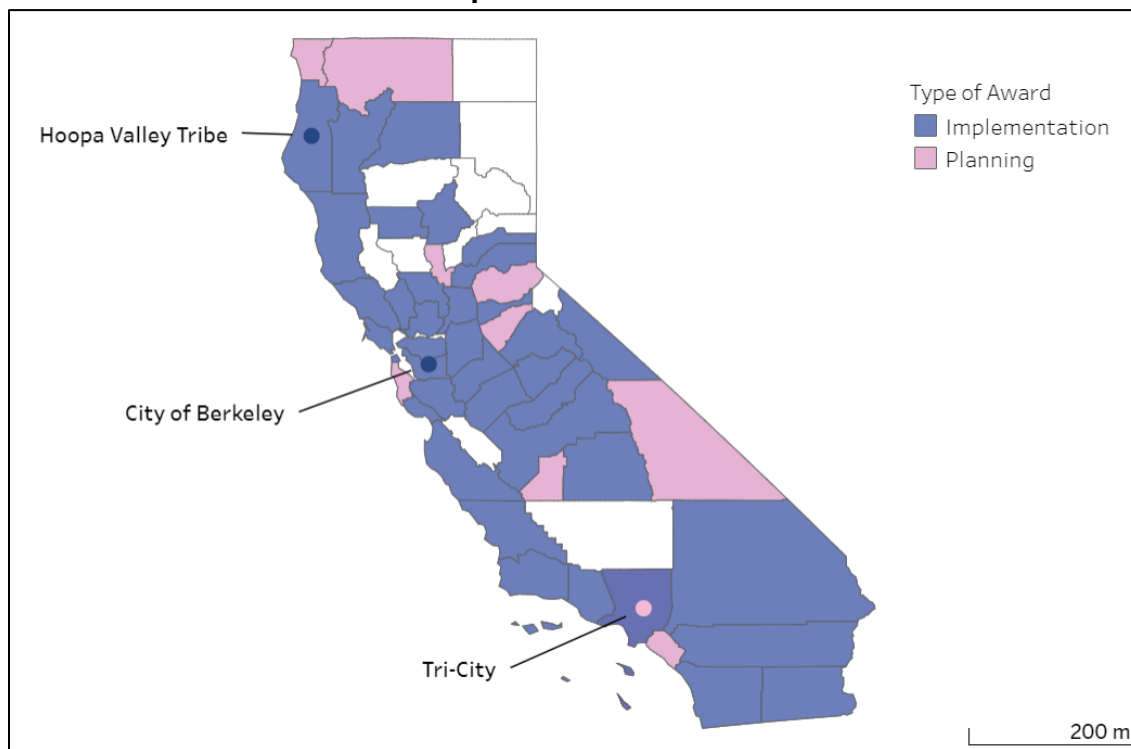 Hoopa Valley Tribe
City of Berkeley
Tri-City
Type of Award
Implementation
Planning
200 m